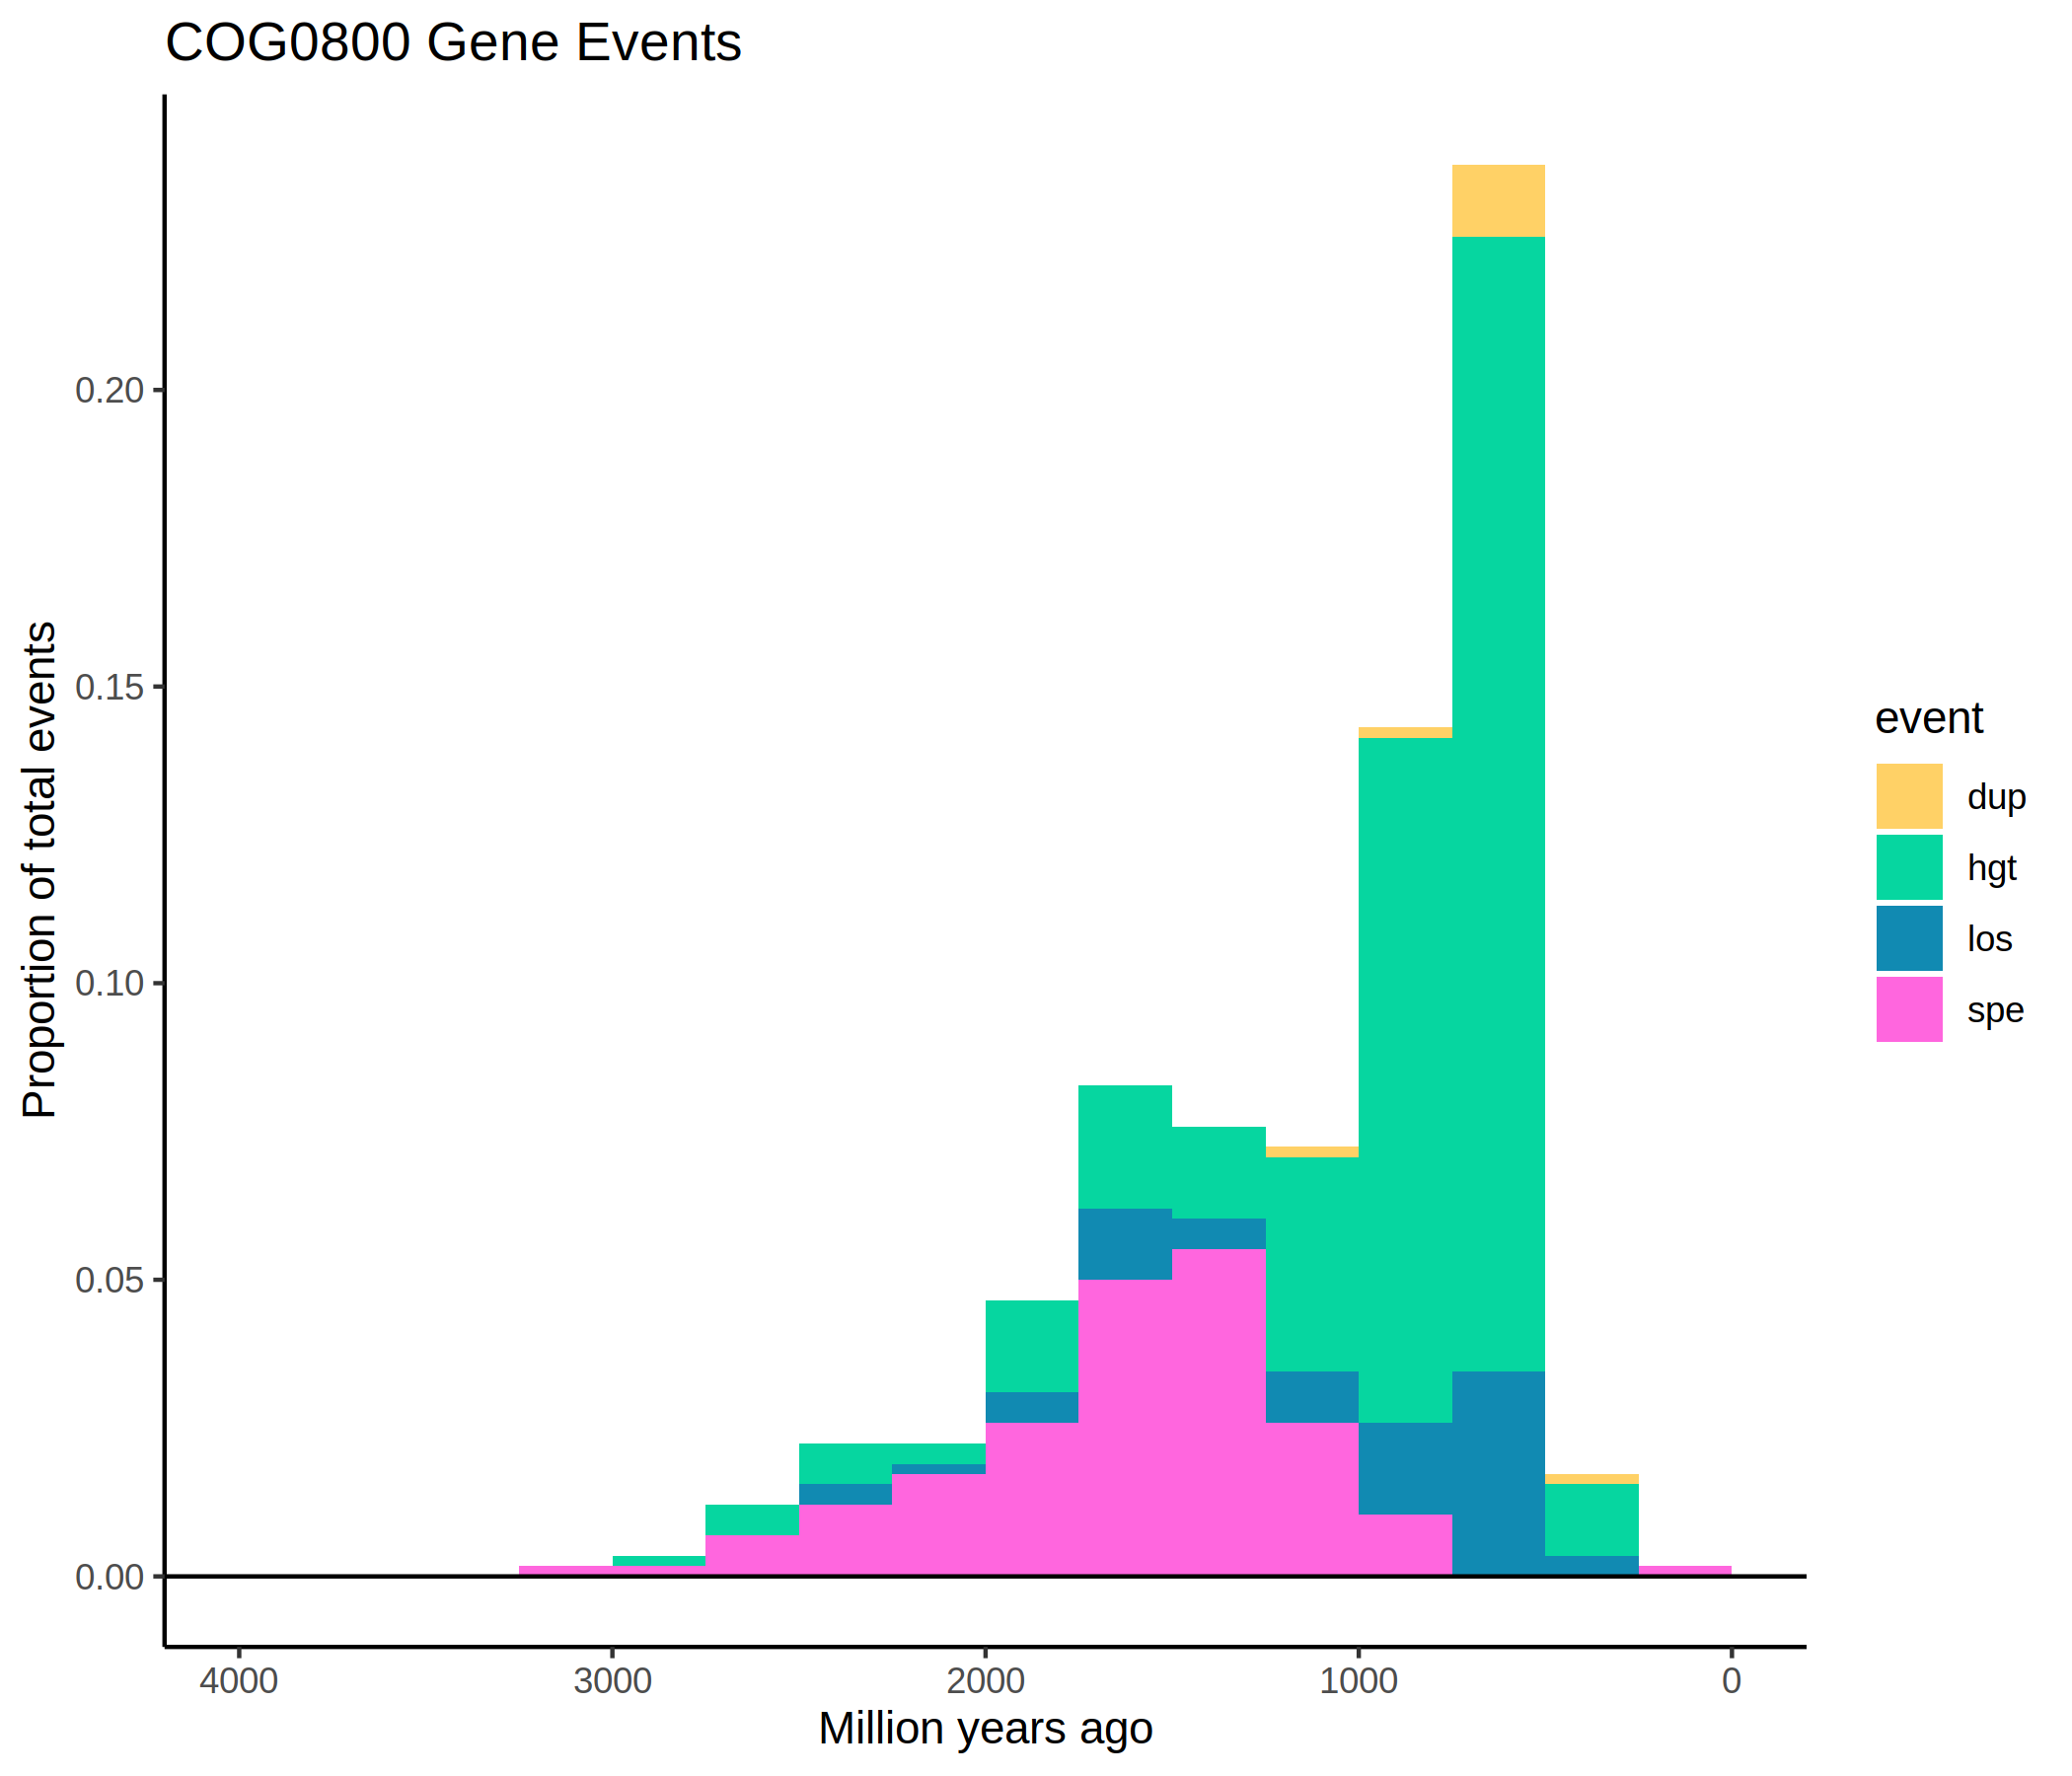 COG0800 Gene Events
Proportion of total events
0.20
0.15
0.10
0.05
0.00
4000 3000 2000 1000 0
Million years ago
event
dup
hgt
los
spe